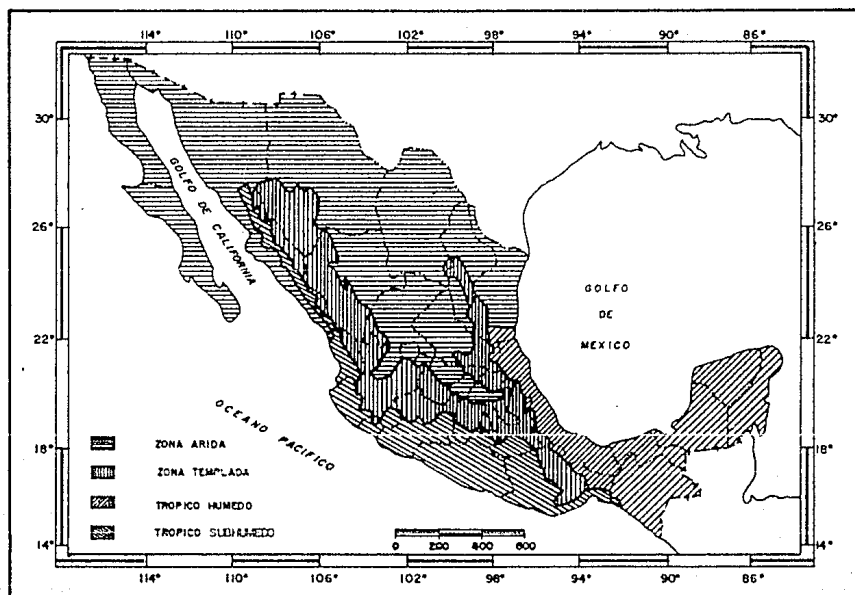 114° 110° 106° 102° 98° 94° 90° 86°
30° 30°
26° 26°
22° 22°
18° 18°
14° 14°
GOLFO DE CALIFORNIA
GOLFO
DE
MEXICO
OCEANO PACIFICO
ZONA ARIDA
ZONA TEMPLADA
TROPICO HUMEDO
TROPICO SUBHUMEDO
0 200 400 600
114° 110° 106° 102° 98° 94° 90° 86°